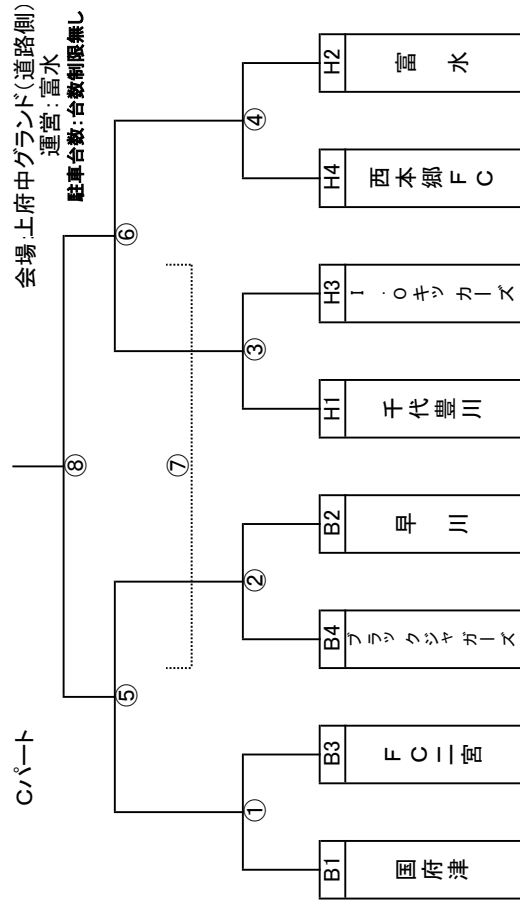 Cパート
会場:上府中グランド(道路側)
運営:富水
駐車台数:台数制限無し
⑧
⑤
⑥
⑦
①
②
③
④
B1
B3
B4
B2
H1
H3
H4
H2
国府津
FC二宮
ブラックジャガーズ
早川
千代豊川
I.Oキッカーズ
西本郷FC
富水